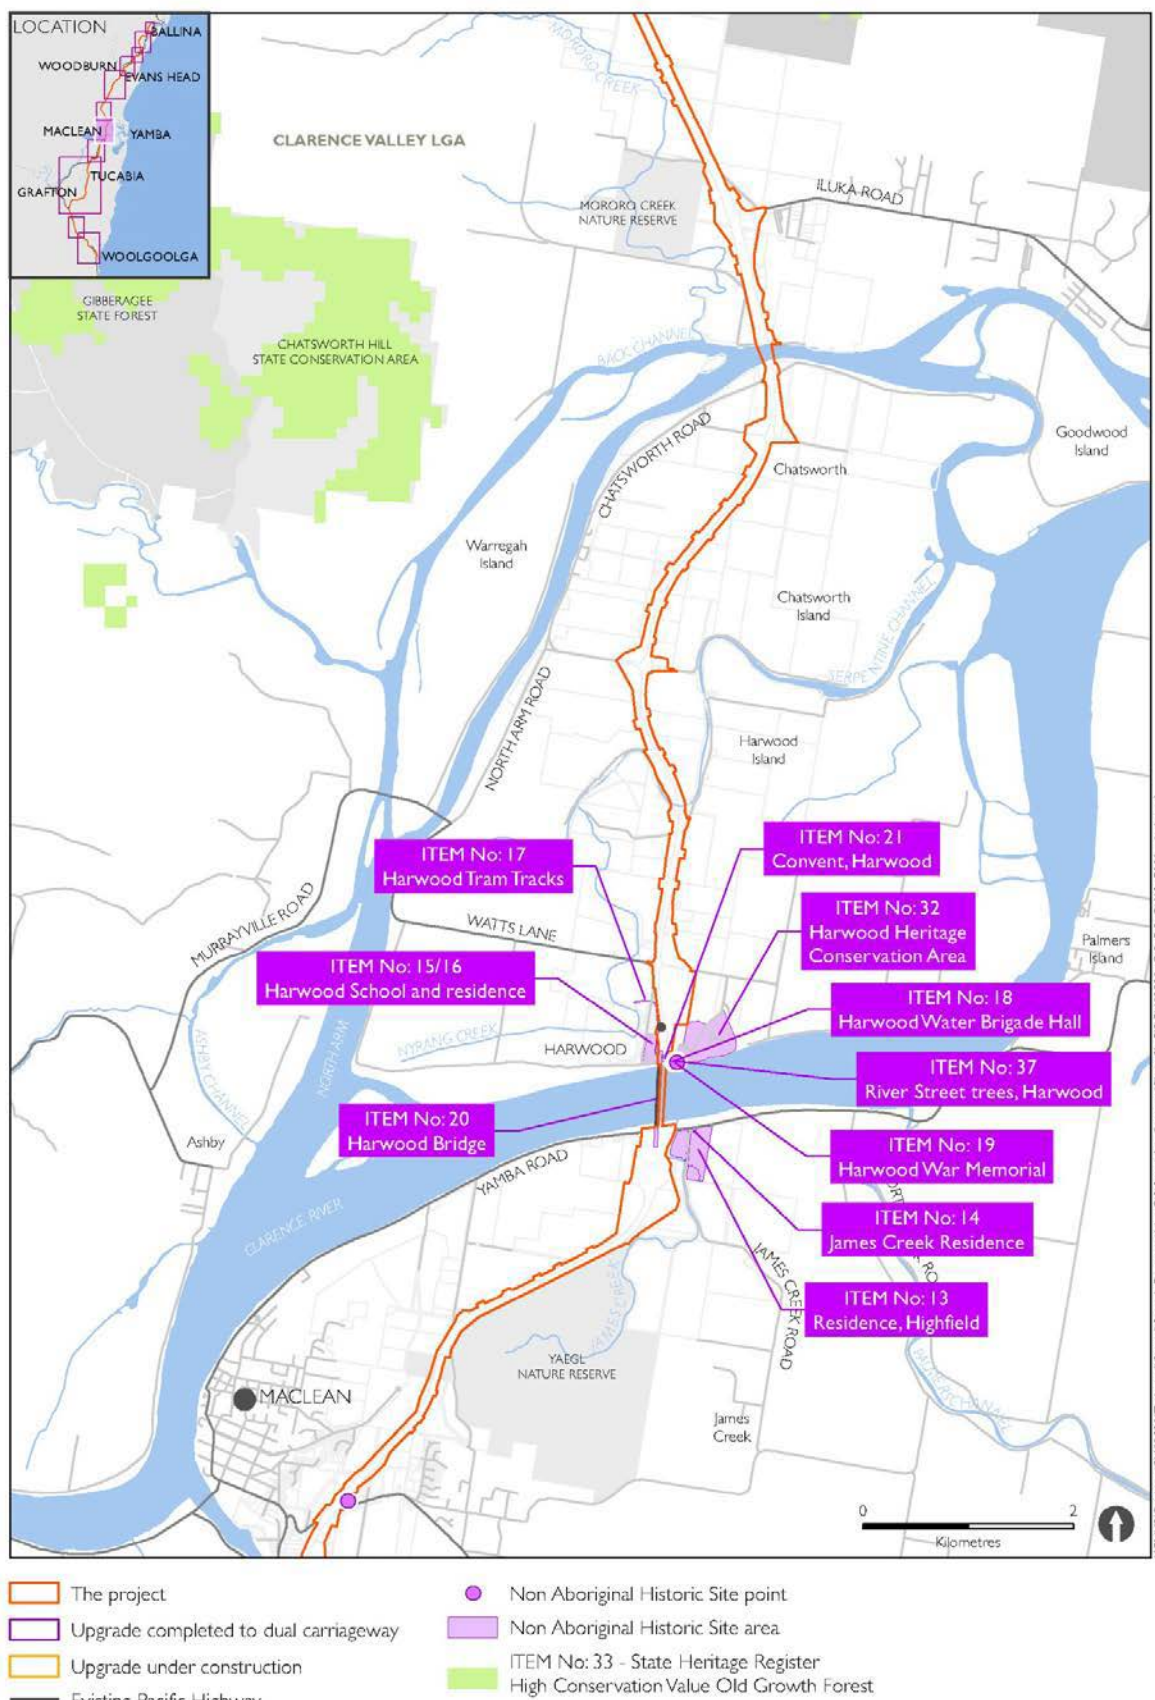 LOCATION
BALLINA
WOODBURN
EVANS HEAD
MACLEAN
YAMBA
TUCABIA
GRAFTON
WOOLGOOLGA
MORORO CREEK
CLARENCE VALLEY LGA
ILUKA ROAD
MORORO CREEK
NATURE RESERVE
GIBBERAGEE
STATE FOREST
CHATSWORTH HILL
STATE CONSERVATION AREA
BACK CHANNEL
CHATSWORTH ROAD
Goodwood
Island
Chatsworth
Warregah
Island
Chatsworth
Island
SERPENTINE CHANNEL
NORTH ARM ROAD
Harwood
Island
ITEM No: 21
Convent, Harwood
ITEM No: 17
Harwood Tram Tracks
MURRAYVILLE ROAD
WATTS LANE
ITEM No: 32
Harwood Heritage
Conservation Area
Palmers
Island
ITEM No: 15/16
Harwood School and residence
ITEM No: 18
Harwood Water Brigade Hall
ASHBY CHANNEL
NORTH ARM
NYRANG CREEK
HARWOOD
ITEM No: 37
River Street trees, Harwood
ITEM No: 20
Harwood Bridge
Ashby
YAMBA ROAD
ITEM No: 19
Harwood War Memorial
CLARENCE RIVER
ITEM No: 14
James Creek Residence
JAMES CREEK ROAD
JAMES CREEK
ITEM No: 13
Residence, Highfield
YAEGL
NATURE RESERVE
MACLEAN
James
Creek
0 2
Kilometres
The project
Non Aboriginal Historic Site point
Upgrade completed to dual carriageway
Non Aboriginal Historic Site area
Upgrade under construction
ITEM No: 33 - State Heritage Register
High Conservation Value Old Growth Forest
Existing Pacific Highway